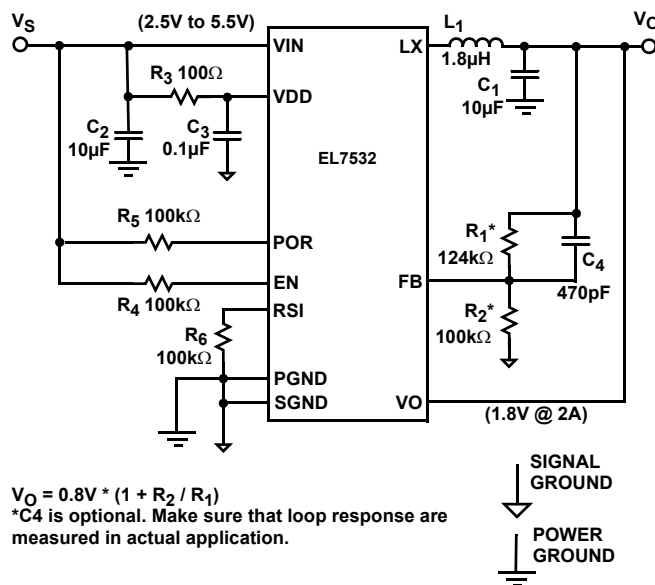 VS (2.5V to 5.5V) VO
VIN LX L1
1.8µH
R3 100Ω
VDD C1
10µF
C2
10µF
C3
0.1µF
EL7532
R5 100kΩ
POR R1*
124kΩ
C4
470pF
R4 100kΩ
EN FB
RSI R2*
100kΩ
R6
100kΩ
PGND
SGND VO
(1.8V @ 2A)
SIGNAL
GROUND
VO = 0.8V * (1 + R2 / R1)
*C4 is optional. Make sure that loop response are
measured in actual application.
POWER
GROUND